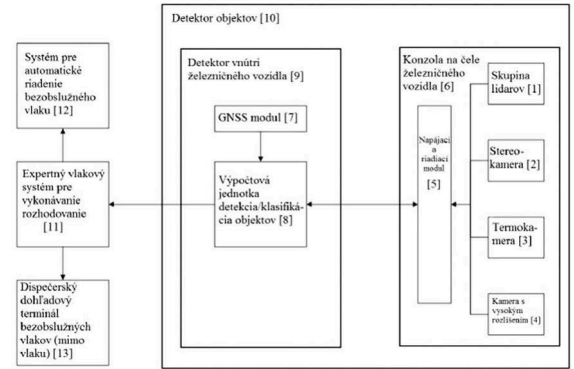 Detektor objektov [10]
Systém pre
automatické
riadenie
bezobslužného
vlaku [12]
Expertný vlakový
systém pre
vykonávanie
rozhodovanie
[11]
Dispečerský
dohľadový
terminál
bezobslužných
vlakov (mimo
vlaku) [13]
Detektor vnútri
železničného vozidla
[9]
GNSS modul [7]
Výpočtová
jednotka
detekcia/klasifiká-
cia objektov [8]
Konzola na čele
železničného
vozidla [6]
Napájací
a
riadiaci
modul
[5]
Skupina
lidarov [1]
Stereo-
kamera [2]
Termoka-
mera [3]
Kamera s
vysokým
rozlíšením [4]